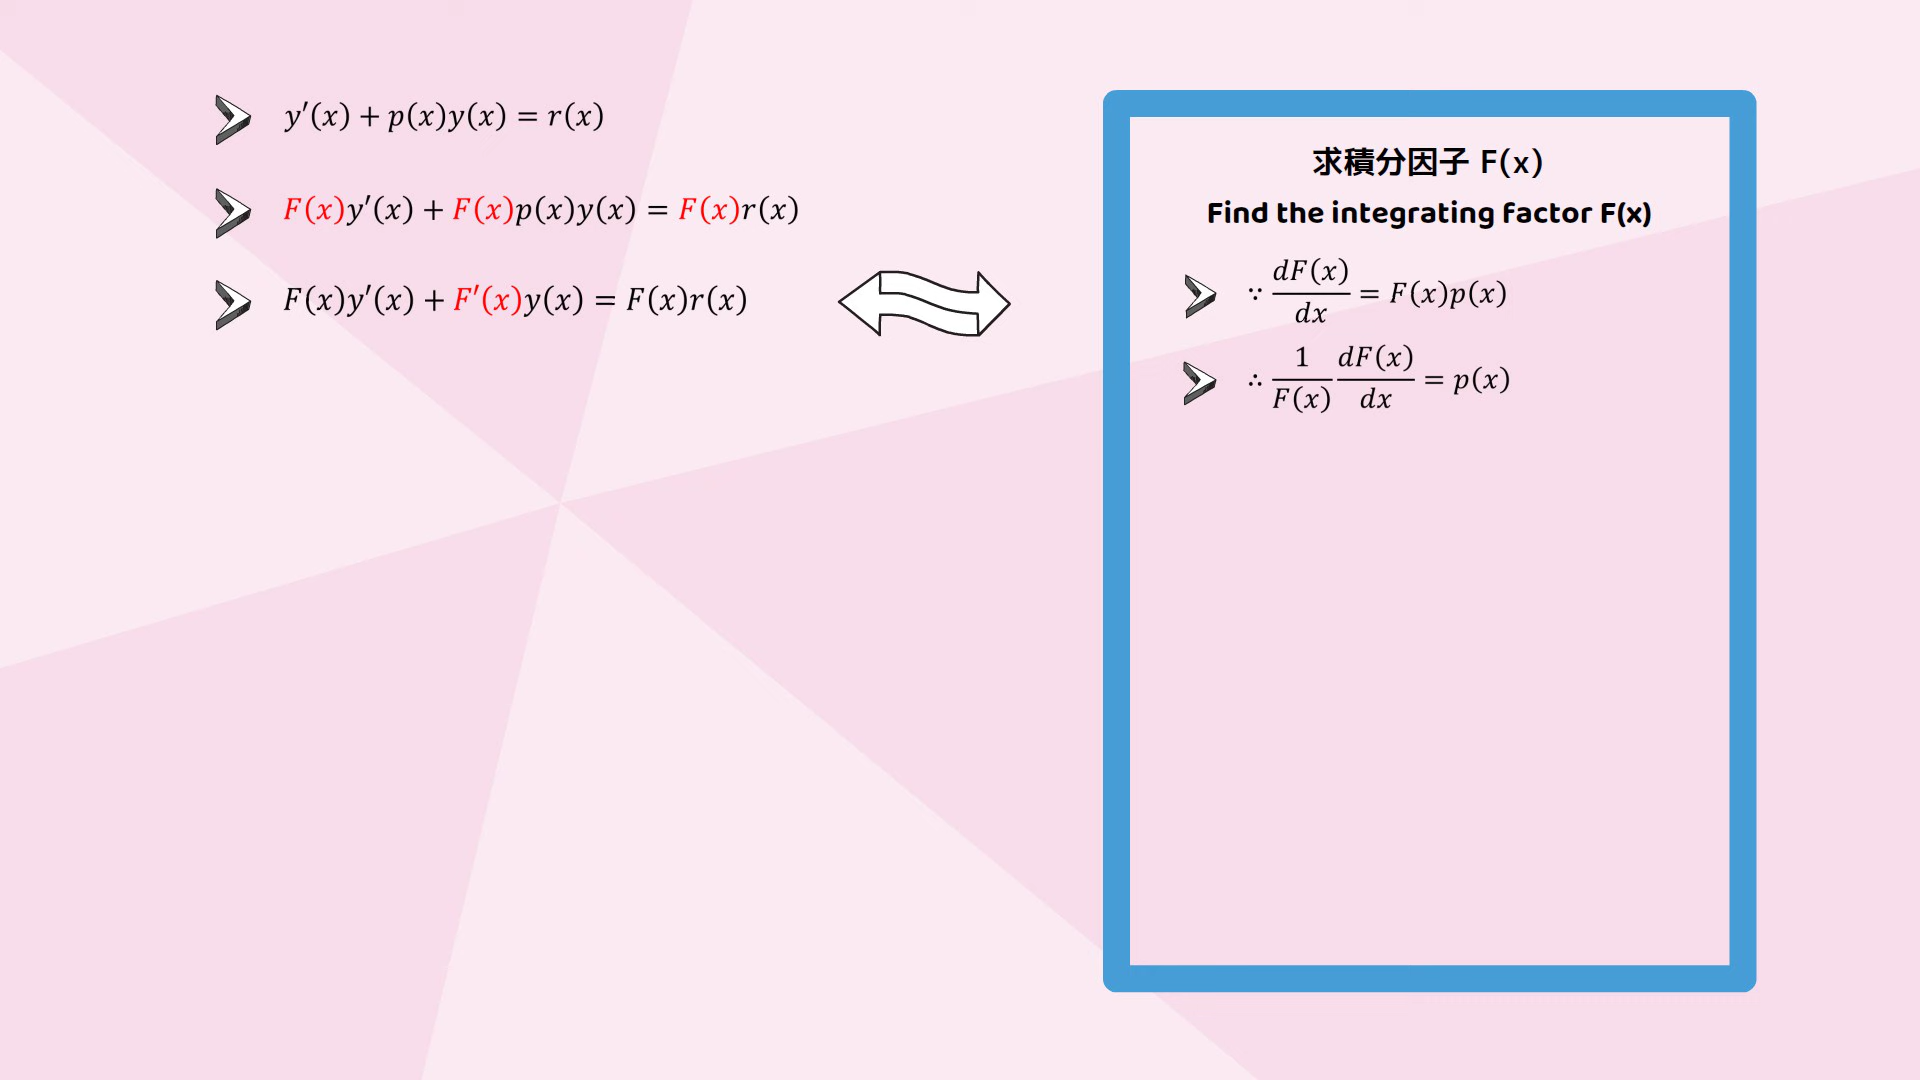 y′(x) + p(x)y(x) = r(x)
F(x)y′(x) + F(x)p(x)y(x) = F(x)r(x)
F(x)y′(x) + F′(x)y(x) = F(x)r(x)
求積分因子 F(x)
Find the integrating factor F(x)
∵ dF(x)/dx = F(x)p(x)
∴ 1/F(x) dF(x)/dx = p(x)